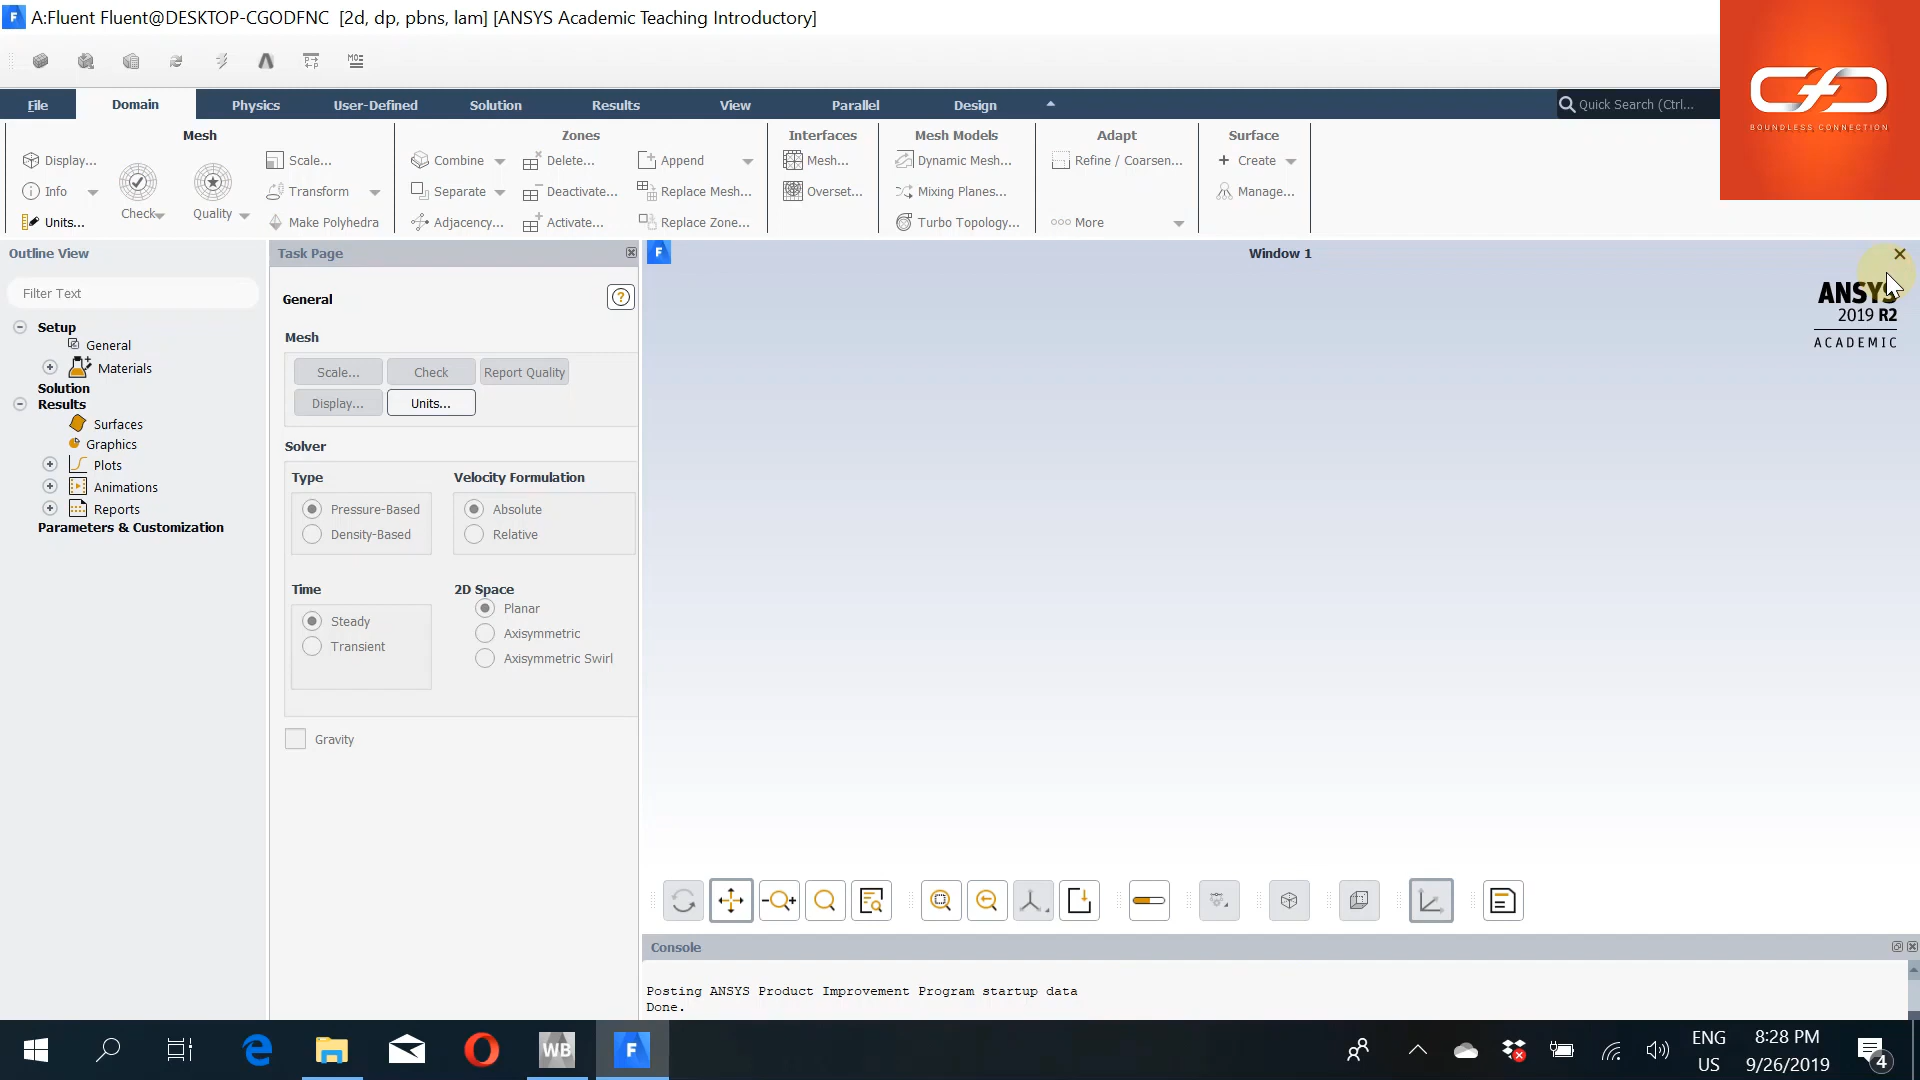 A:Fluent Fluent@DESKTOP-CGODFNC [2d, dp, pbns, lam] [ANSYS Academic Teaching Introductory]
File Domain Physics User-Defined Solution Results View Parallel Design Quick Search (Ctrl...
Mesh Zones Interfaces Mesh Models Adapt Surface
Display... Scale... Combine Delete... Append Mesh... Dynamic Mesh... Refine / Coarsen... Create
Info Transform Separate Deactivate... Replace Mesh... Overset... Mixing Planes... Manage...
Check Quality
Units... Make Polyhedra Adjacency... Activate... Replace Zone... Turbo Topology... More
BOUNDLESS CONNECTION
Outline View
Filter Text
Setup
General
Materials
Solution
Results
Surfaces
Graphics
Plots
Animations
Reports
Parameters & Customization
Task Page
General
Mesh
Scale... Check Report Quality
Display... Units...
Solver
Type Velocity Formulation
Pressure-Based Absolute
Density-Based Relative
Time 2D Space
Steady Planar
Transient Axisymmetric
Axisymmetric Swirl
Gravity
Window 1
ANSYS
2019 R2
ACADEMIC
Console
Posting ANSYS Product Improvement Program startup data
Done.
WB F
ENG
US
8:28 PM
9/26/2019
4